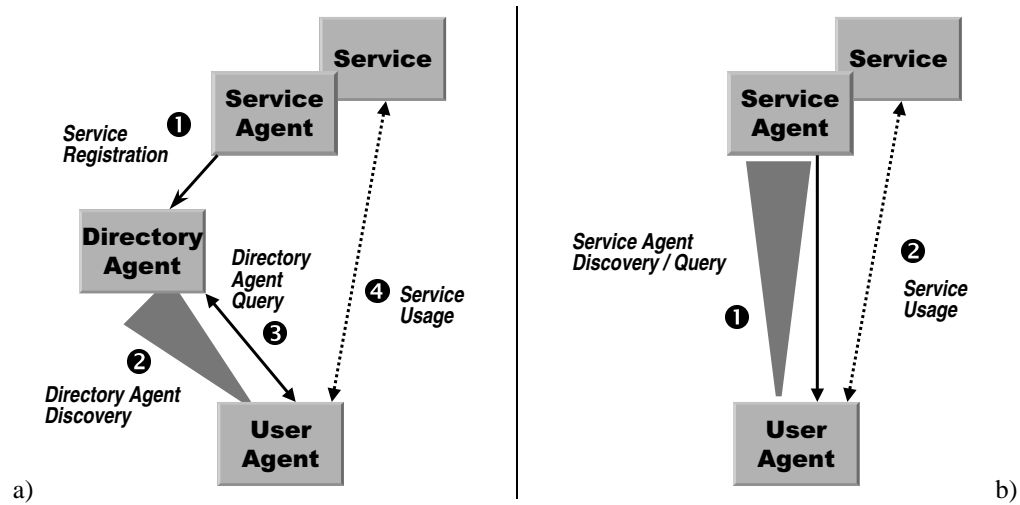 Service
Service
Agent
❶
Service
Registration
Directory
Agent
Directory
Agent
Query
❹
Service
Usage
❸
❷
Directory Agent
Discovery
User
Agent
a)
Service
Service
Agent
Service Agent
Discovery / Query
❷
Service
Usage
❶
User
Agent
b)